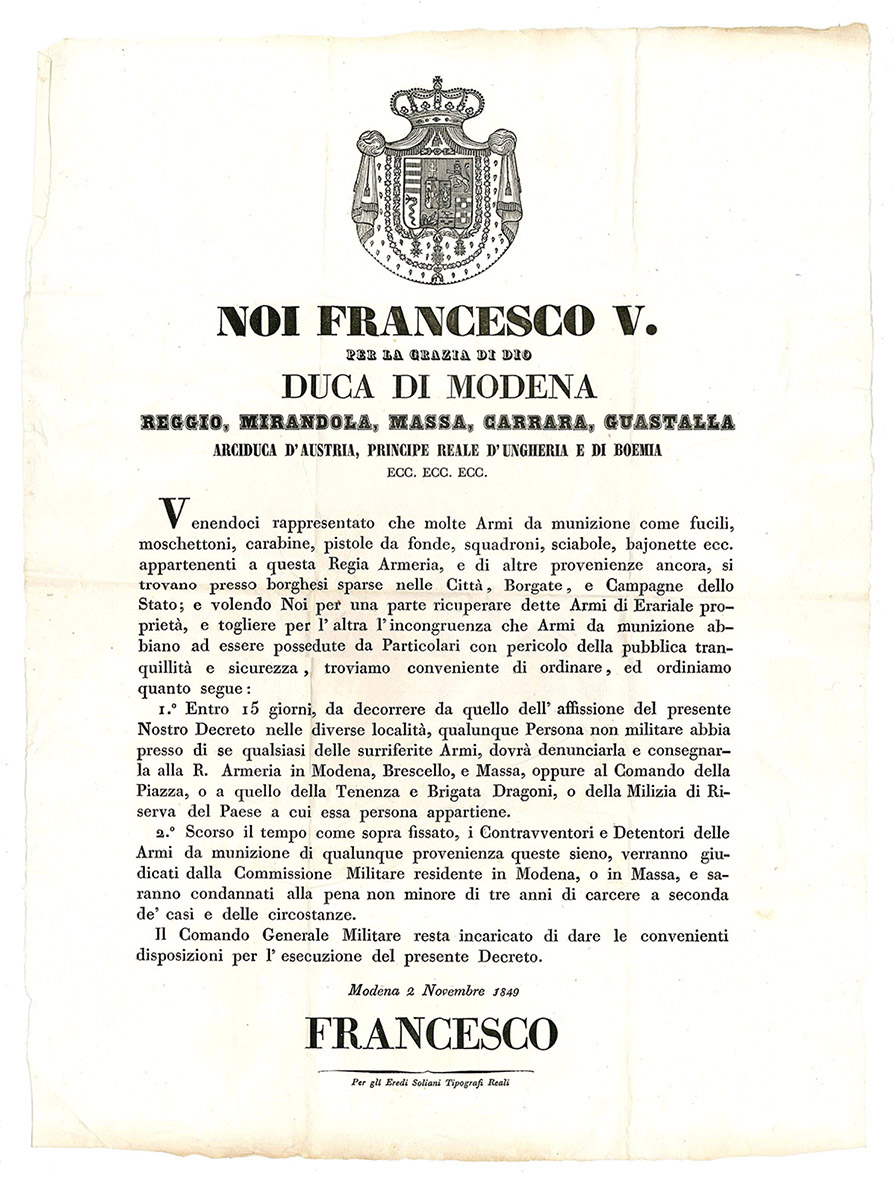 NOI FRANCESCO V.
PER LA GRAZIA DI DIO
DUCA DI MODENA
REGGIO, MIRANDOLA, MASSA, CARRARA, GUASTALLA
ARCIDUCA D'AUSTRIA, PRINCIPE REALE D'UNGHERIA E DI BOEMIA
ECC. ECC. ECC.
Venendoci rappresentato che molte Armi da munizione come fucili,
moschettoni, carabine, pistole da fonde, squadroni, sciabole, bajonette ecc.
appartenenti a questa Regia Armeria, e di altre provenienze ancora, si
trovano presso borghesi sparse nelle Città, Borgate, e Campagne dello
Stato; e volendo Noi per una parte ricuperare dette Armi di Erariale pro-
prietà, e togliere per l'altra l'incongruenza che Armi da munizione ab-
biano ad essere possedute da Particolari con pericolo della pubblica tran-
quillità e sicurezza, troviamo conveniente di ordinare, ed ordiniamo
quanto segue:
1.º Entro 15 giorni, da decorrere da quello dell'affissione del presente
Nostro Decreto nelle diverse località, qualunque Persona non militare abbia
presso di se qualsiasi delle surriferite Armi, dovrà denunciarla e consegnar-
la alla R. Armeria in Modena, Brescello, e Massa, oppure al Comando della
Piazza, o a quello della Tenenza e Brigata Dragoni, o della Milizia di Ri-
serva del Paese a cui essa persona appartiene.
2.º Scorso il tempo come sopra fissato, i Contravventori e Detentori delle
Armi da munizione di qualunque provenienza queste sieno, verranno giu-
dicati dalla Commissione Militare residente in Modena, o in Massa, e sa-
ranno condannati alla pena non minore di tre anni di carcere a seconda
de' casi e delle circostanze.
Il Comando Generale Militare resta incaricato di dare le convenienti
disposizioni per l'esecuzione del presente Decreto.
Modena 2 Novembre 1849
FRANCESCO
Per gli Eredi Soliani Tipografi Reali